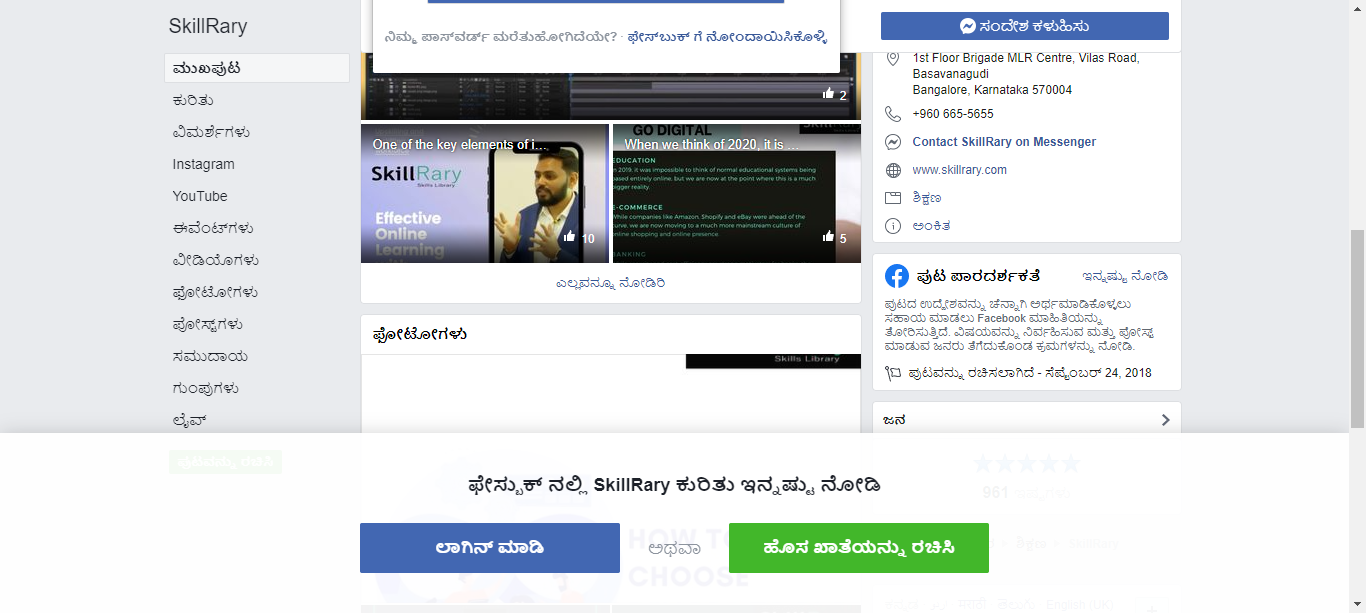 SkillRary
ಮುಖಪುಟ
ಕುರಿತು
ವಿಮರ್ಶೆಗಳು
Instagram
YouTube
ಈವೆಂಟ್‌ಗಳು
ವೀಡಿಯೊಗಳು
ಫೋಟೋಗಳು
ಪೋಸ್ಟ್‌ಗಳು
ಸಮುದಾಯ
ಗುಂಪುಗಳು
ಲೈವ್
ಪುಟವನ್ನು ರಚಿಸಿ
ನಿಮ್ಮ ಪಾಸ್‌ವರ್ಡ್ ಮರೆತುಹೋಗಿದೆಯೇ? · ಫೇಸ್‌ಬುಕ್ ಗೆ ನೋಂದಾಯಿಸಿಕೊಳ್ಳಿ
2
One of the key elements of i...
SkillRary
Skills Library
Effective
Online
Learning
10
GO DIGITAL
When we think of 2020, it is ...
EDUCATION
In 2019, it was impossible to think of normal educational systems being
based entirely online, but we are now at the point where this is a much
bigger reality.
E-COMMERCE
While companies like Amazon, Shopify and eBay were ahead of the
curve, we are now moving to a much more mainstream culture of
online shopping and online presence.
BANKING
5
ಎಲ್ಲವನ್ನೂ ನೋಡಿರಿ
ಫೋಟೋಗಳು
Skills Library
ಸಂದೇಶ ಕಳುಹಿಸು
1st Floor Brigade MLR Centre, Vilas Road,
Basavanagudi
Bangalore, Karnataka 570004
+960 665-5655
Contact SkillRary on Messenger
www.skillrary.com
ಶಿಕ್ಷಣ
ಅಂಕಿತ
ಪುಟ ಪಾರದರ್ಶಕತೆ ಇನ್ನಷ್ಟು ನೋಡಿ
ಪುಟದ ಉದ್ದೇಶವನ್ನು ಚೆನ್ನಾಗಿ ಅರ್ಥಮಾಡಿಕೊಳ್ಳಲು
ಸಹಾಯ ಮಾಡಲು Facebook ಮಾಹಿತಿಯನ್ನು
ತೋರಿಸುತ್ತಿದೆ. ವಿಷಯವನ್ನು ನಿರ್ವಹಿಸುವ ಮತ್ತು ಪೋಸ್ಟ್
ಮಾಡುವ ಜನರು ತೆಗೆದುಕೊಂಡ ಕ್ರಮಗಳನ್ನು ನೋಡಿ.
ಪುಟವನ್ನು ರಚಿಸಲಾಗಿದೆ - ಸೆಪ್ಟೆಂಬರ್ 24, 2018
ಜನ
961
ಫೇಸ್ಬುಕ್ ನಲ್ಲಿ SkillRary ಕುರಿತು ಇನ್ನಷ್ಟು ನೋಡಿ
ಲಾಗಿನ್ ಮಾಡಿ
ಅಥವಾ
ಹೊಸ ಖಾತೆಯನ್ನು ರಚಿಸಿ
HOW TO
CHOOSE
English (UK)